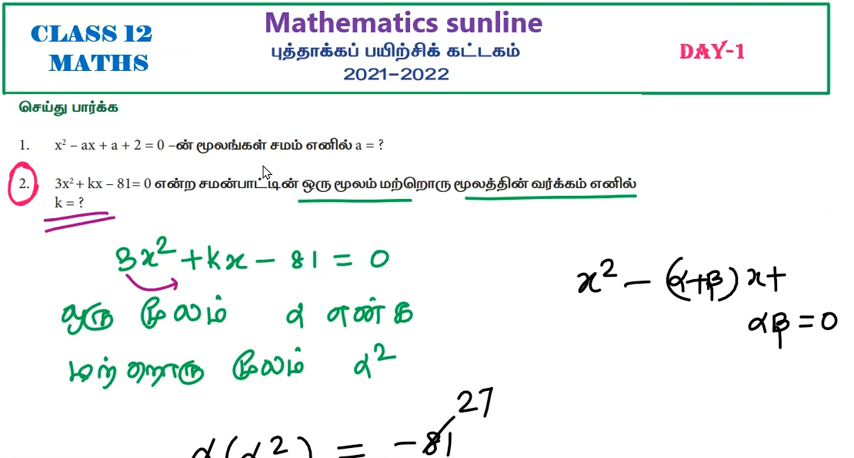 CLASS 12
MATHS
Mathematics sunline
புத்தாக்கப் பயிற்சிக் கட்டகம்
2021-2022
DAY-1
செய்து பார்க்க
1. x² – ax + a + 2 = 0 –ன் மூலங்கள் சமம் எனில் a = ?
2. 3x² + kx – 81= 0 என்ற சமன்பாட்டின் ஒரு மூலம் மற்றொரு மூலத்தின் வர்க்கம் எனில்
k = ?
3x² + kx – 81 = 0
ஒரு மூலம் α என்க
மற்றொரு மூலம் α²
x² – (α+β) x +
αβ = 0
27
α(α²) = –81